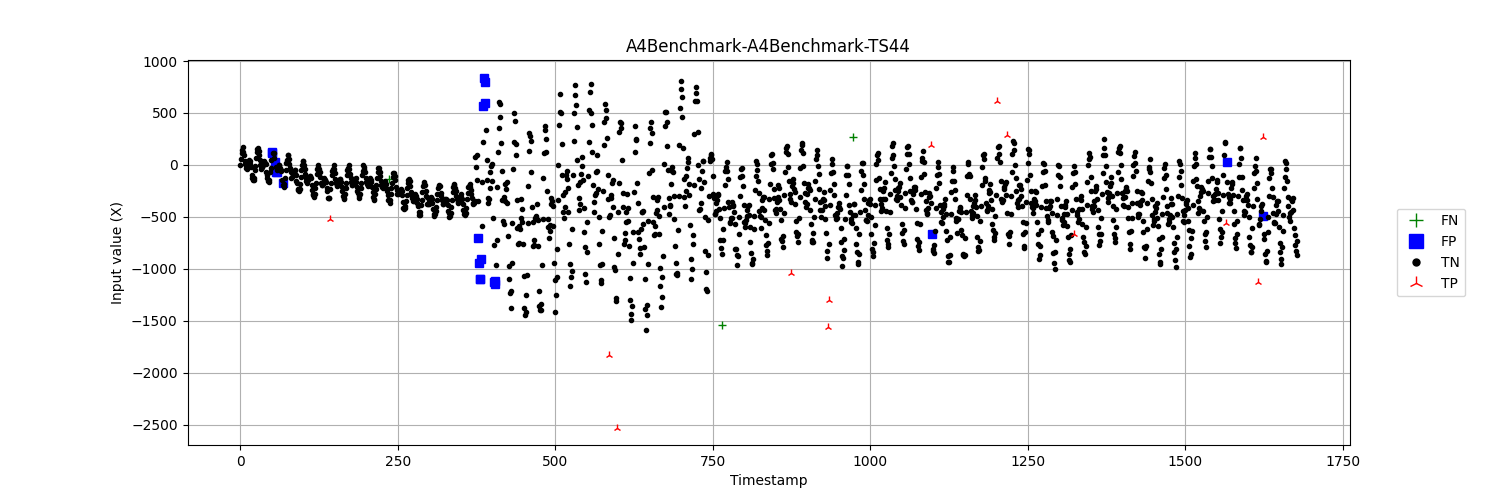 A4Benchmark-A4Benchmark-TS44
1000
500
0
−500
−1000
−1500
−2000
−2500
Input value (X)
0 250 500 750 1000 1250 1500 1750
Timestamp
FN
FP
TN
TP